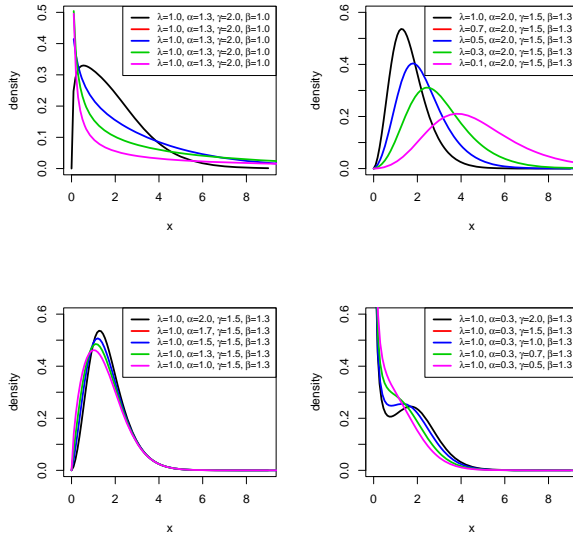 λ=1.0, α=1.3, γ=2.0, β=1.0
λ=1.0, α=1.3, γ=2.0, β=1.0
λ=1.0, α=1.3, γ=2.0, β=1.0
λ=1.0, α=1.3, γ=2.0, β=1.0
λ=1.0, α=1.3, γ=2.0, β=1.0
density
0.0 0.1 0.2 0.3 0.4 0.5
0 2 4 6 8
x
λ=1.0, α=2.0, γ=1.5, β=1.3
λ=0.7, α=2.0, γ=1.5, β=1.3
λ=0.5, α=2.0, γ=1.5, β=1.3
λ=0.3, α=2.0, γ=1.5, β=1.3
λ=0.1, α=2.0, γ=1.5, β=1.3
density
0.0 0.2 0.4 0.6
0 2 4 6 8
x
λ=1.0, α=2.0, γ=1.5, β=1.3
λ=1.0, α=1.7, γ=1.5, β=1.3
λ=1.0, α=1.5, γ=1.5, β=1.3
λ=1.0, α=1.3, γ=1.5, β=1.3
λ=1.0, α=1.0, γ=1.5, β=1.3
density
0.0 0.2 0.4 0.6
0 2 4 6 8
x
λ=1.0, α=0.3, γ=2.0, β=1.3
λ=1.0, α=0.3, γ=1.5, β=1.3
λ=1.0, α=0.3, γ=1.0, β=1.3
λ=1.0, α=0.3, γ=0.7, β=1.3
λ=1.0, α=0.3, γ=0.5, β=1.3
density
0.0 0.2 0.4 0.6
0 2 4 6 8
x